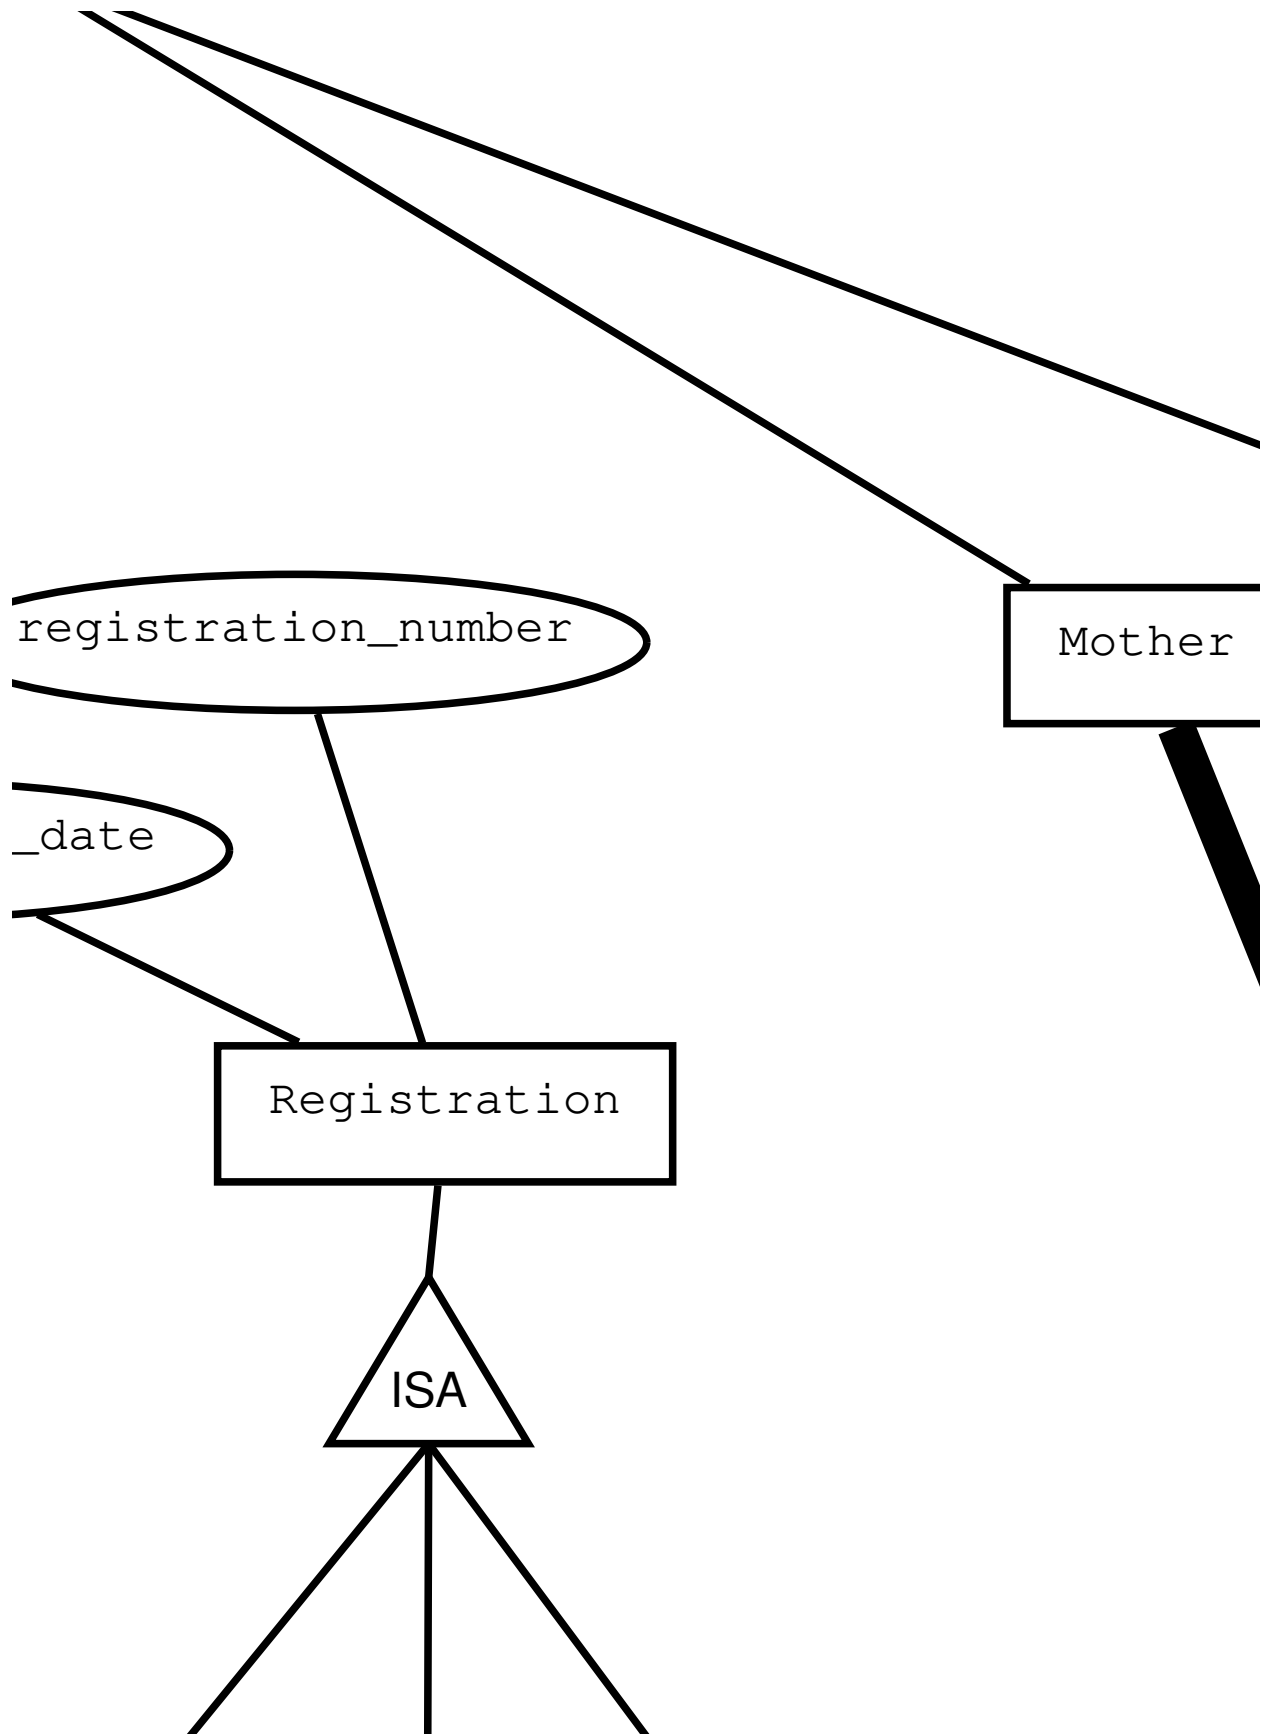 registration_number
Mother
_date
Registration
ISA